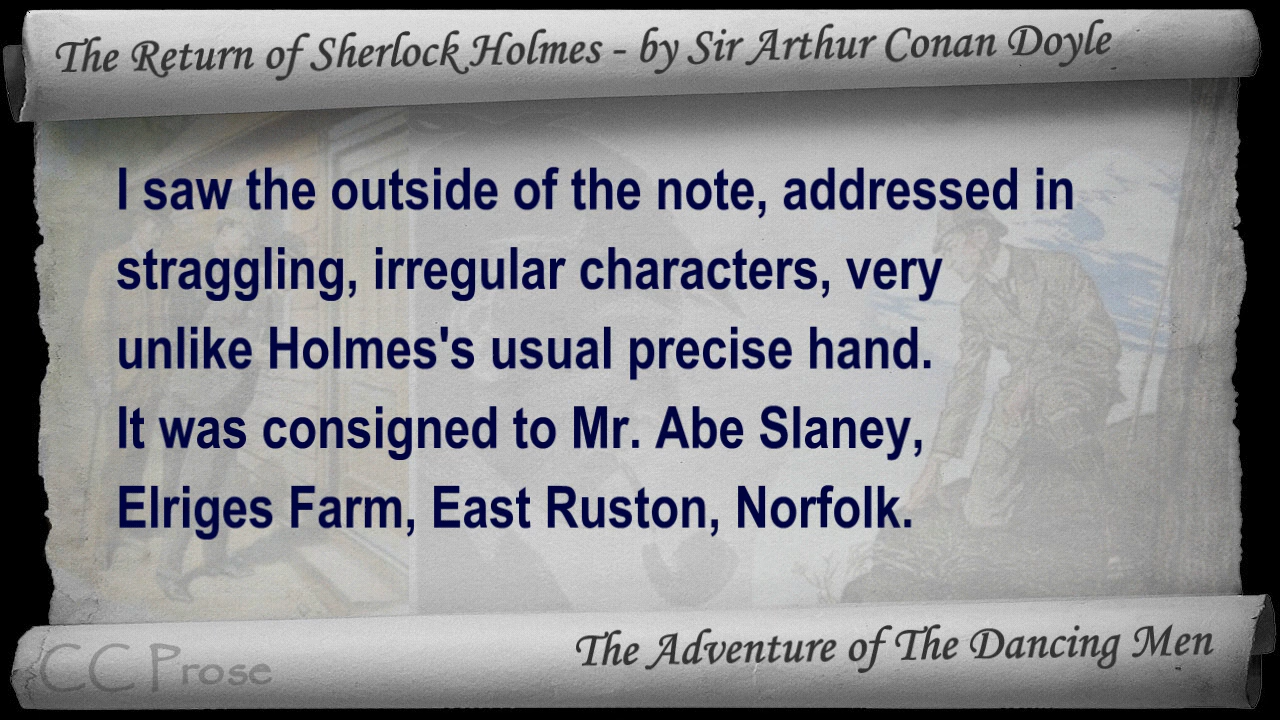 The Return of Sherlock Holmes - by Sir Arthur Conan Doyle
I saw the outside of the note, addressed in
straggling, irregular characters, very
unlike Holmes's usual precise hand.
It was consigned to Mr. Abe Slaney,
Elriges Farm, East Ruston, Norfolk.
The Adventure of The Dancing Men
CC Prose